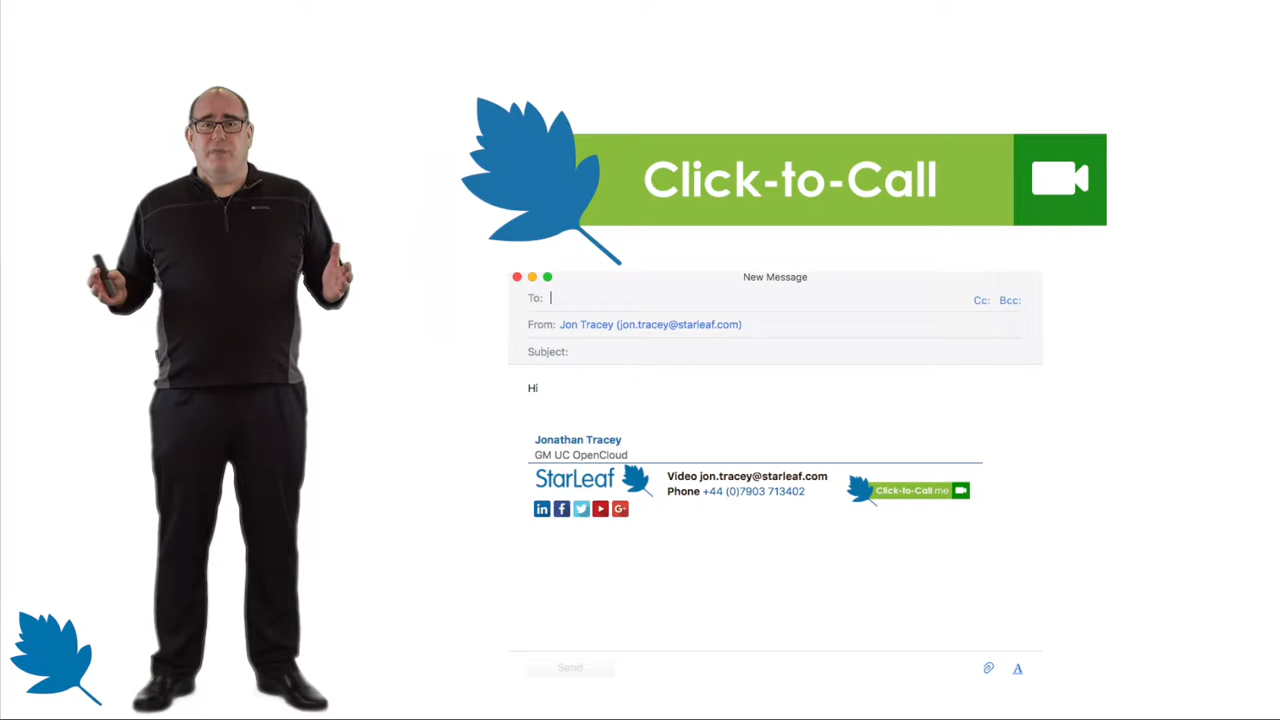 Click-to-Call
New Message
To:
Cc: Bcc:
From: Jon Tracey (jon.tracey@starleaf.com)
Subject:
Hi
Jonathan Tracey
GM UC OpenCloud
StarLeaf
Video jon.tracey@starleaf.com
Phone +44 (0)7903 713402
Click-to-Call me
in f G+
Send
A